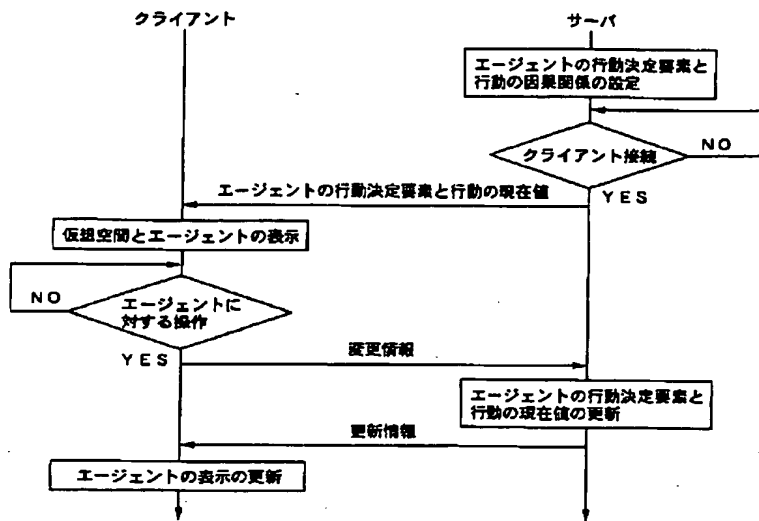 クライアント
サーバ
エージェントの行動決定要素と
行動の因果関係の設定
クライアント接続
NO
YES
エージェントの行動決定要素と行動の現在値
仮想空間とエージェントの表示
エージェントに
対する操作
NO
YES
変更情報
エージェントの行動決定要素と
行動の現在値の更新
更新情報
エージェントの表示の更新